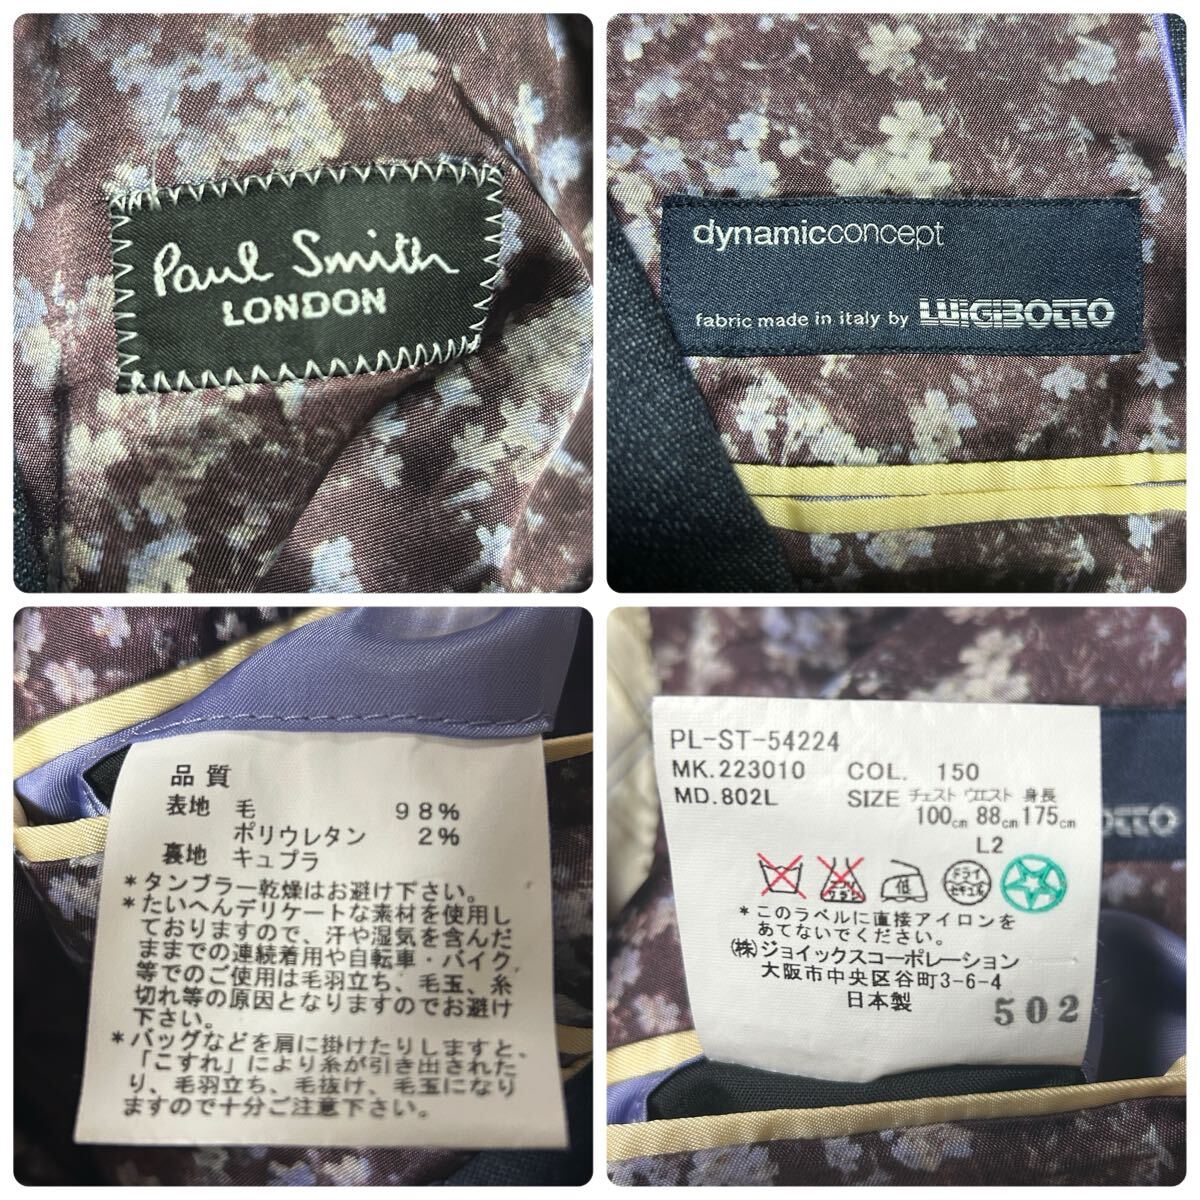 Paul Smith
LONDON
dynamicconcept
fabric made in italy by LUIGIBOTTO
品質
表地 毛 98%
ポリウレタン 2%
裏地 キュプラ
*タンブラー乾燥はお避け下さい。
*たいへんデリケートな素材を使用し
ておりますので、汗や湿気を含んだ
ままでの連続着用や自転車・バイク
等でのご使用は毛羽立ち、毛玉、糸
切れ等の原因となりますのでお避け
下さい。
*バッグなどを肩に掛けたりしますと、
「こすれ」により糸が引き出された
り、毛羽立ち、毛抜け、毛玉になり
ますので十分ご注意下さい。
PL-ST-54224
MK.223010 COL. 150
MD.802L SIZE チェスト ウエスト 身長
100cm 88cm 175cm
L2
低 ドライ セキユ系
*このラベルに直接アイロンを
あてないでください。
(株)ジョイックスコーポレーション
大阪市中央区谷町3-6-4
日本製
502
OTTO